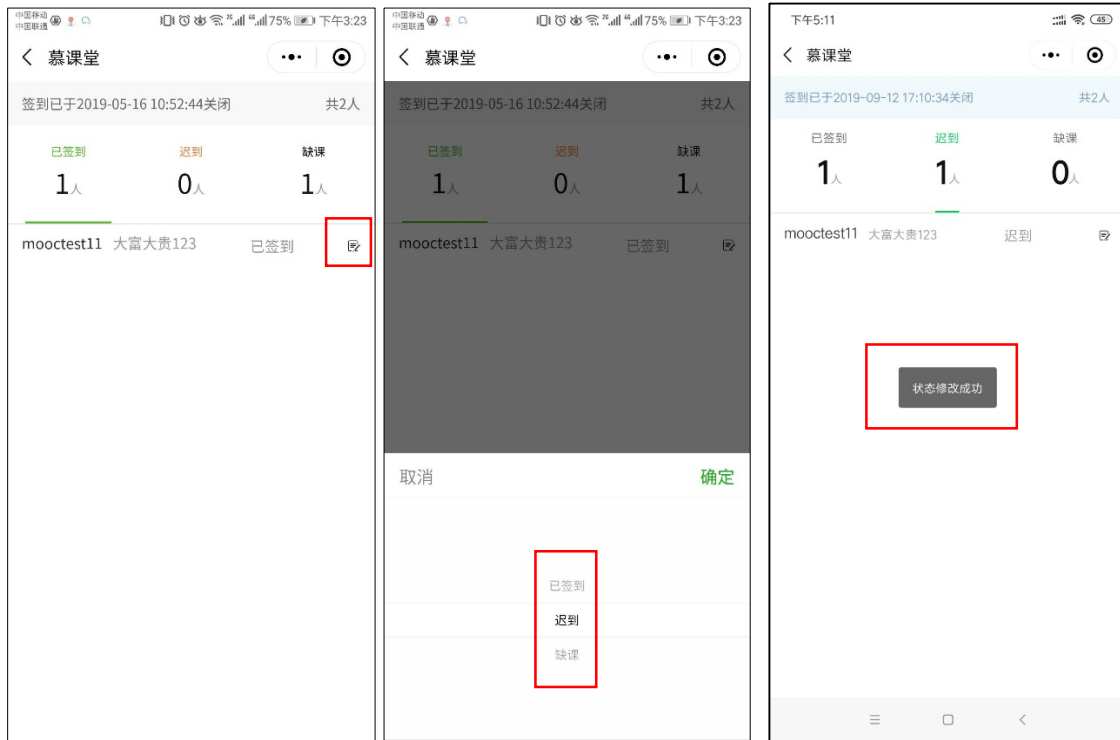 中国移动
中国联通
75% 下午3:23
慕课堂
签到已于2019-05-16 10:52:44关闭 共2人
已签到 迟到 缺课
1人 0人 1人
mooctest11 大富大贵123 已签到
中国移动
中国联通
75% 下午3:23
慕课堂
签到已于2019-05-16 10:52:44关闭 共2人
已签到 迟到 缺课
1人 0人 1人
mooctest11 大富大贵123 已签到
取消 确定
已签到
迟到
缺课
下午5:11 45
慕课堂
签到已于2019-09-12 17:10:34关闭 共2人
已签到 迟到 缺课
1人 1人 0人
mooctest11 大富大贵123 迟到
状态修改成功